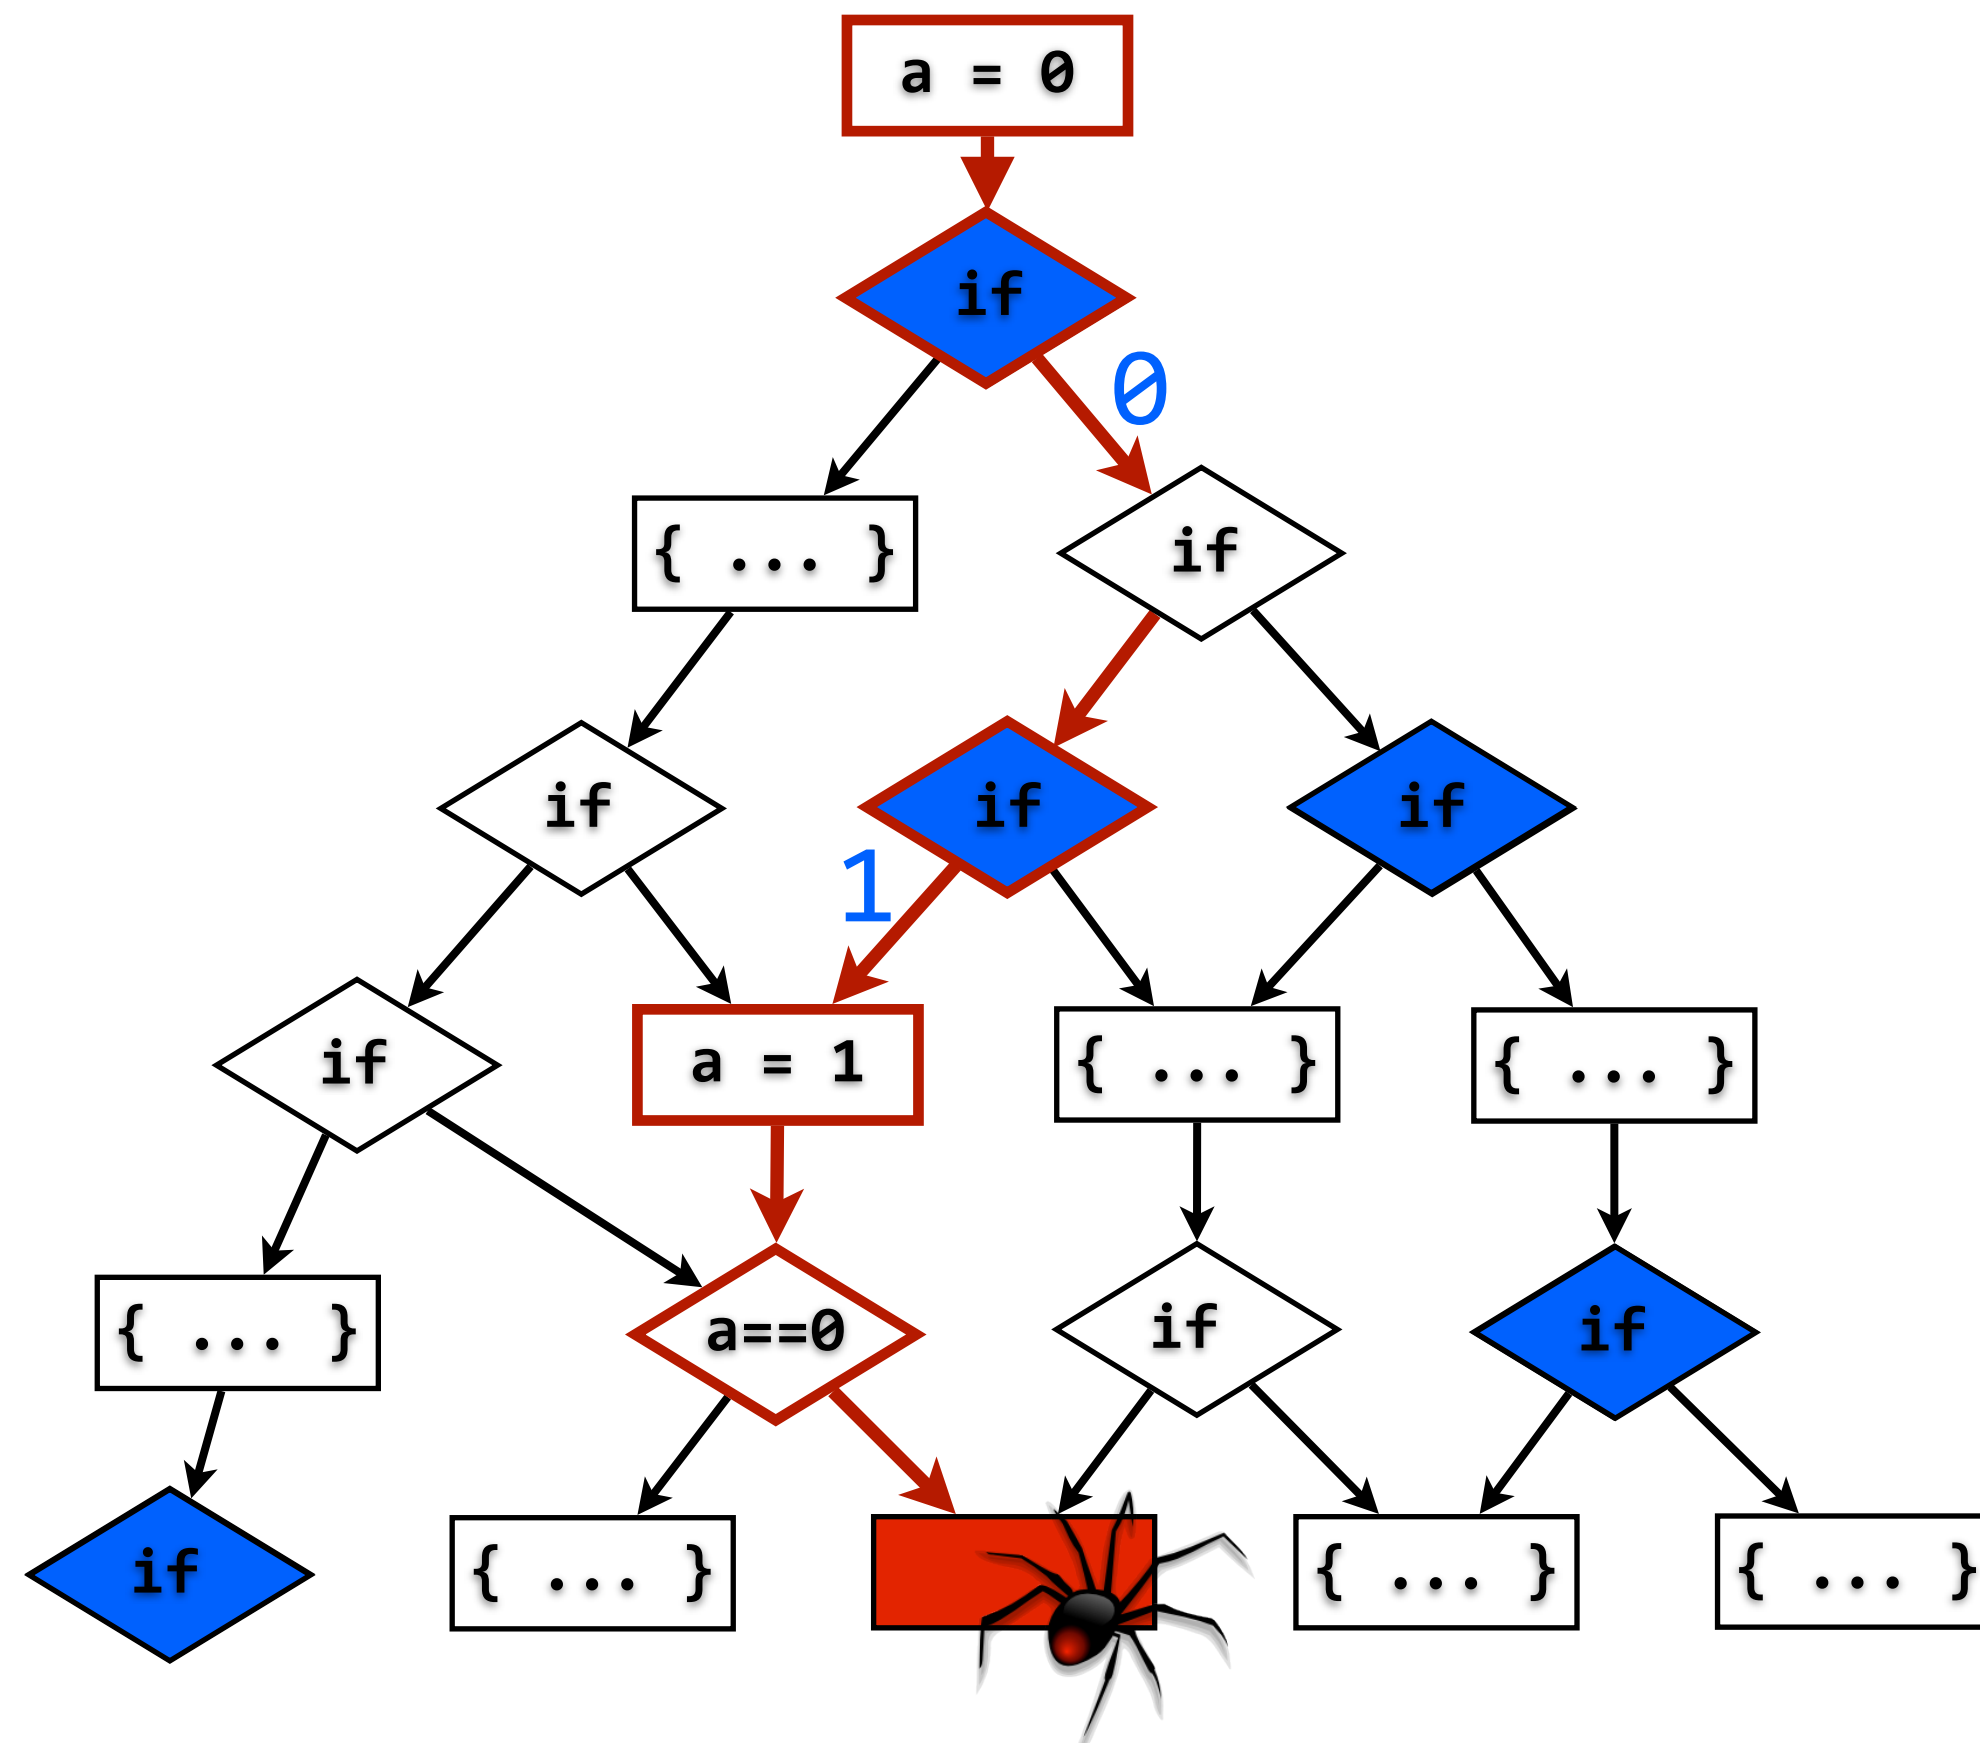 a = 0
if
0
{ ... }
if
if
if
if
1
if
a = 1
{ ... }
{ ... }
{ ... }
a==0
if
if
if
{ ... }
{ ... }
{ ... }